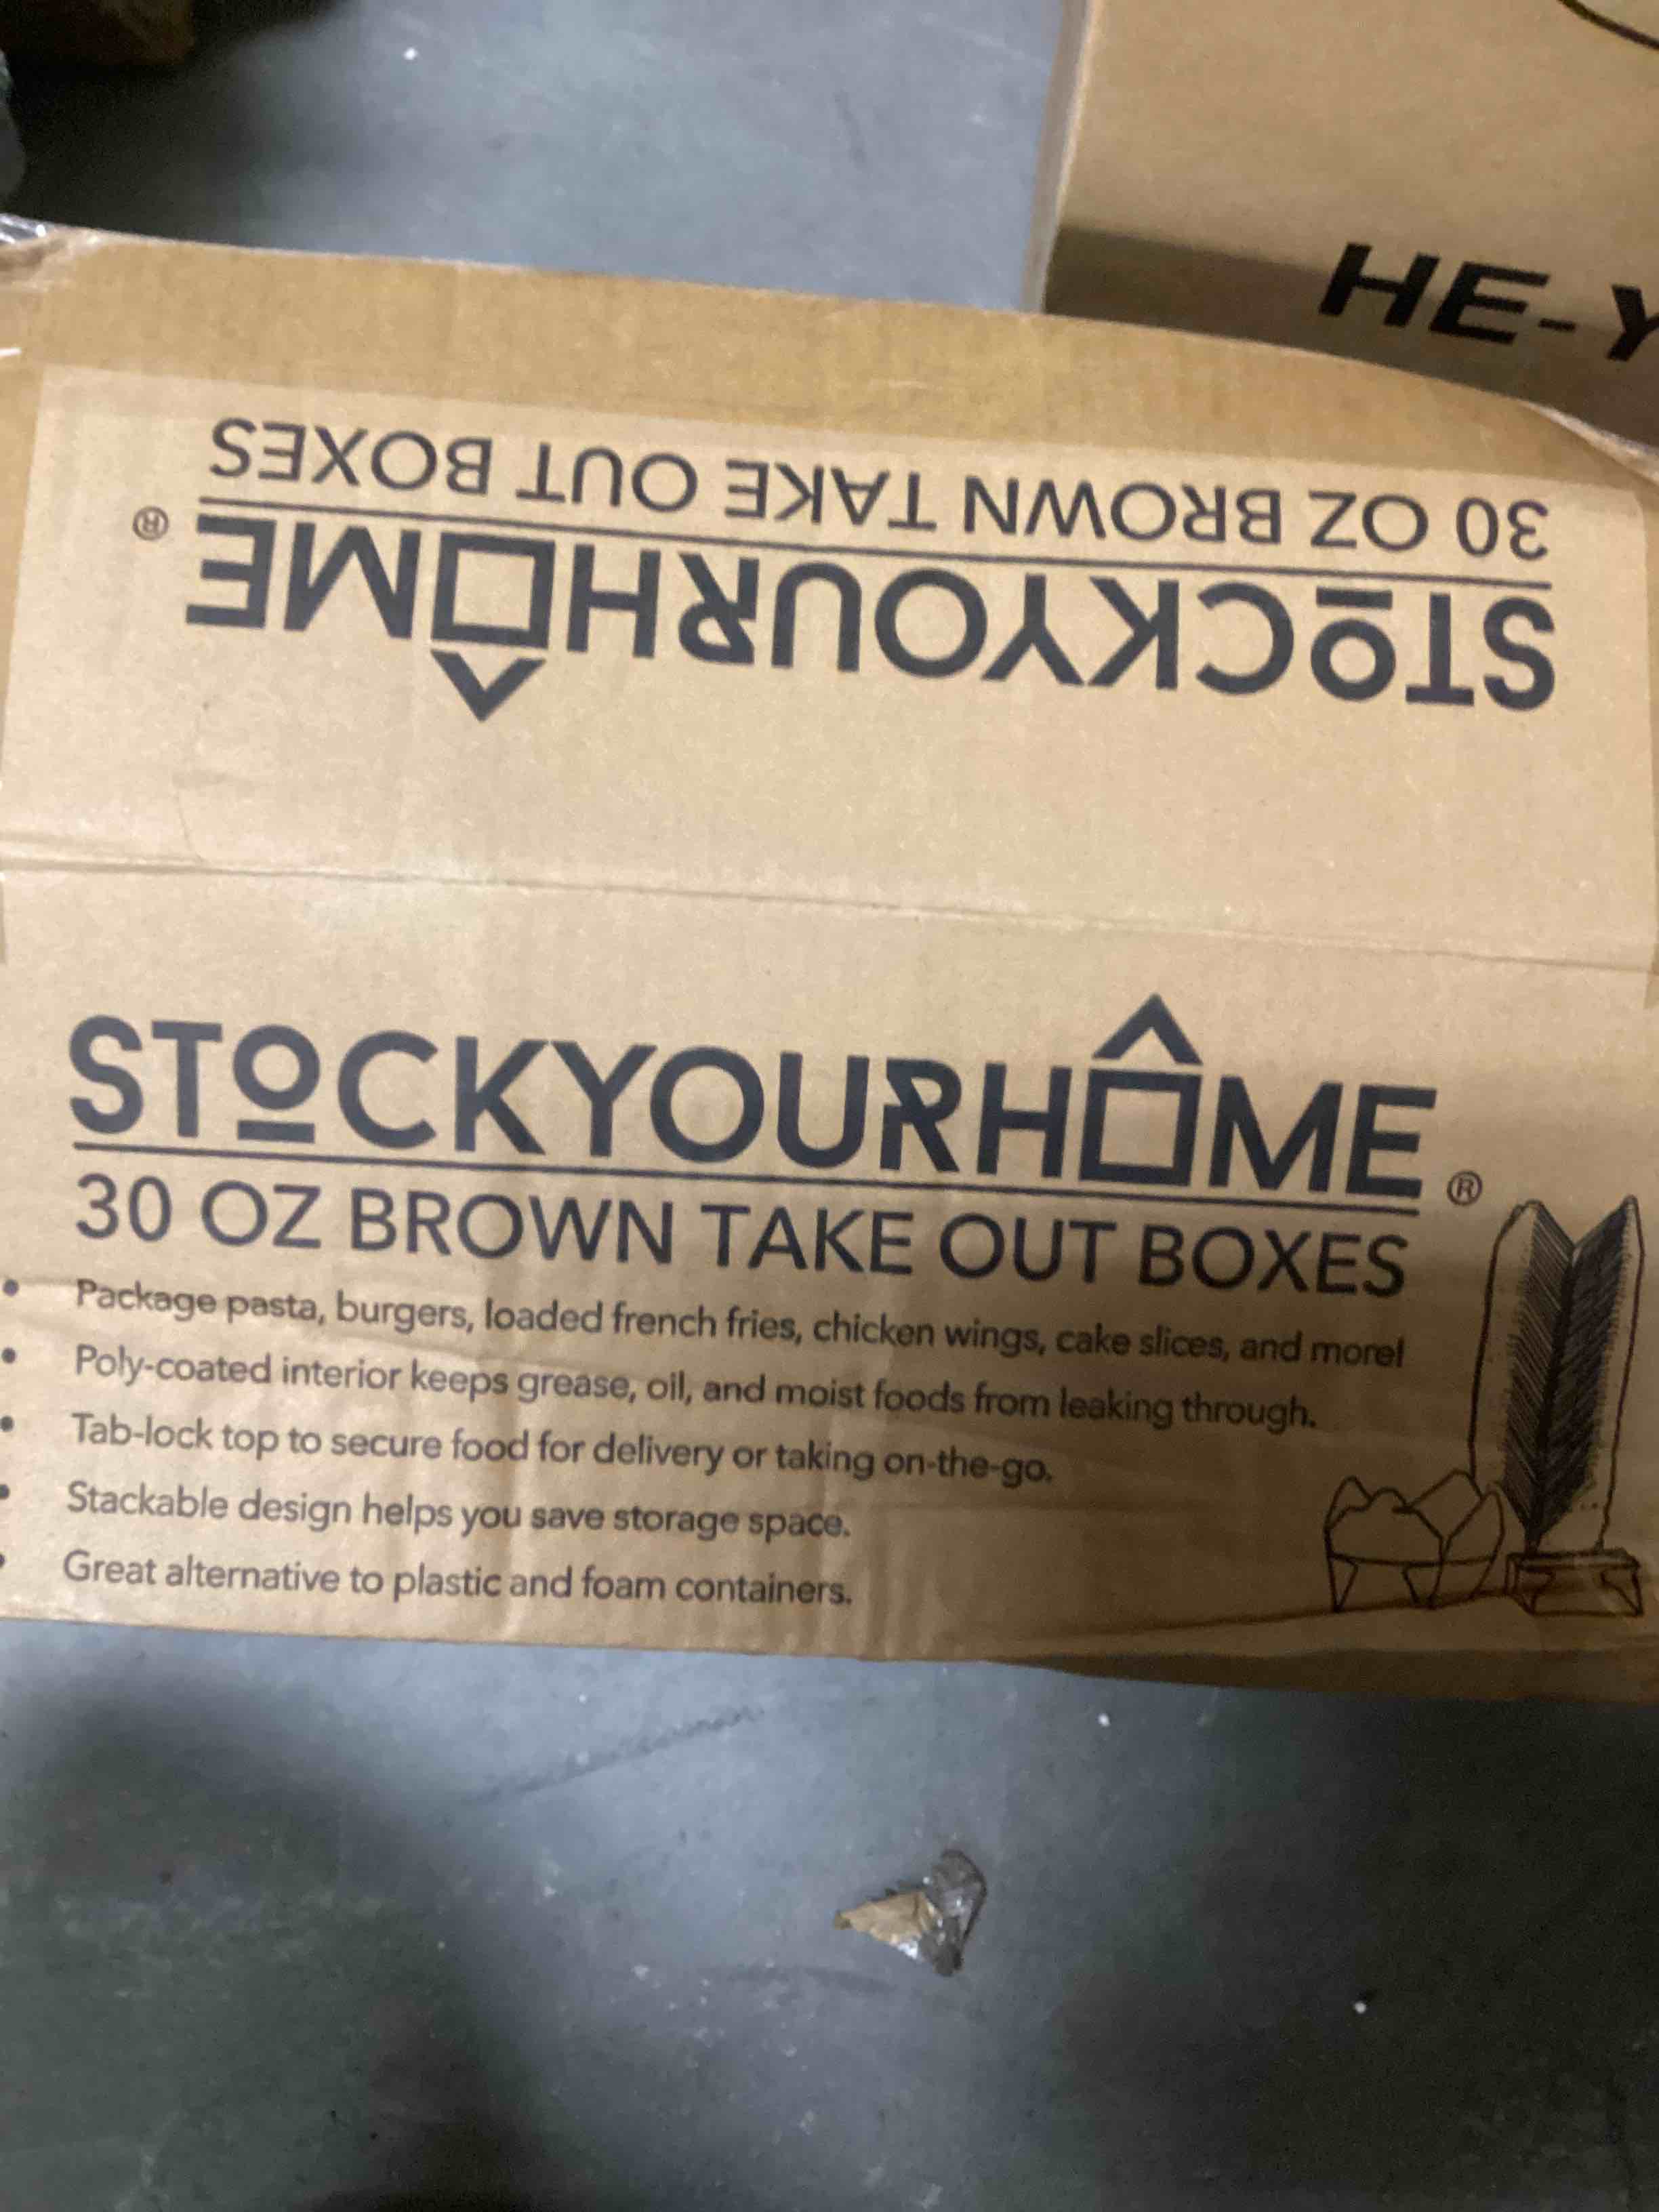 HE-Y
30 OZ BROWN TAKE OUT BOXES
STOCKYOURHOME®
STOCKYOURHOME®
30 OZ BROWN TAKE OUT BOXES
• Package pasta, burgers, loaded french fries, chicken wings, cake slices, and more!
• Poly-coated interior keeps grease, oil, and moist foods from leaking through.
• Tab-lock top to secure food for delivery or taking on-the-go.
• Stackable design helps you save storage space.
• Great alternative to plastic and foam containers.